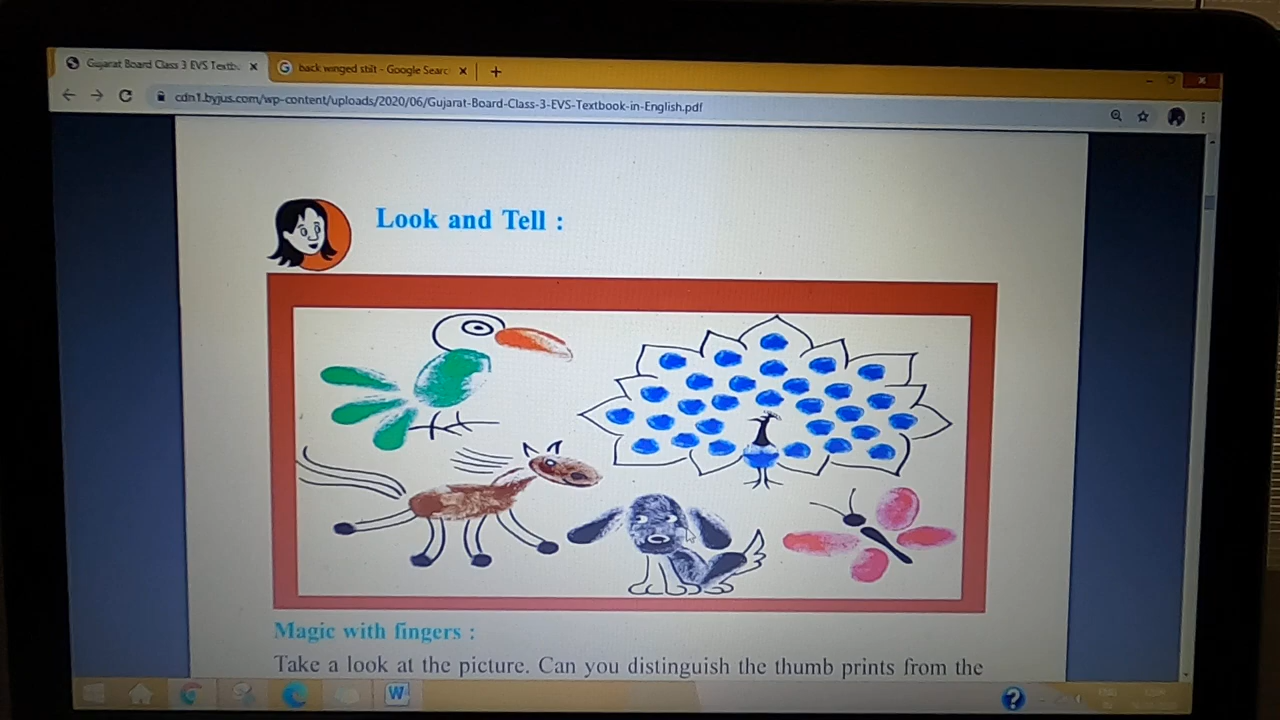 Gujarat Board Class 3 EVS Textb
back winged stilt - Google Searc
cdn1.byjus.com/wp-content/uploads/2020/06/Gujarat-Board-Class-3-EVS-Textbook-in-English.pdf
Look and Tell :
Magic with fingers :
Take a look at the picture. Can you distinguish the thumb prints from the
W
?